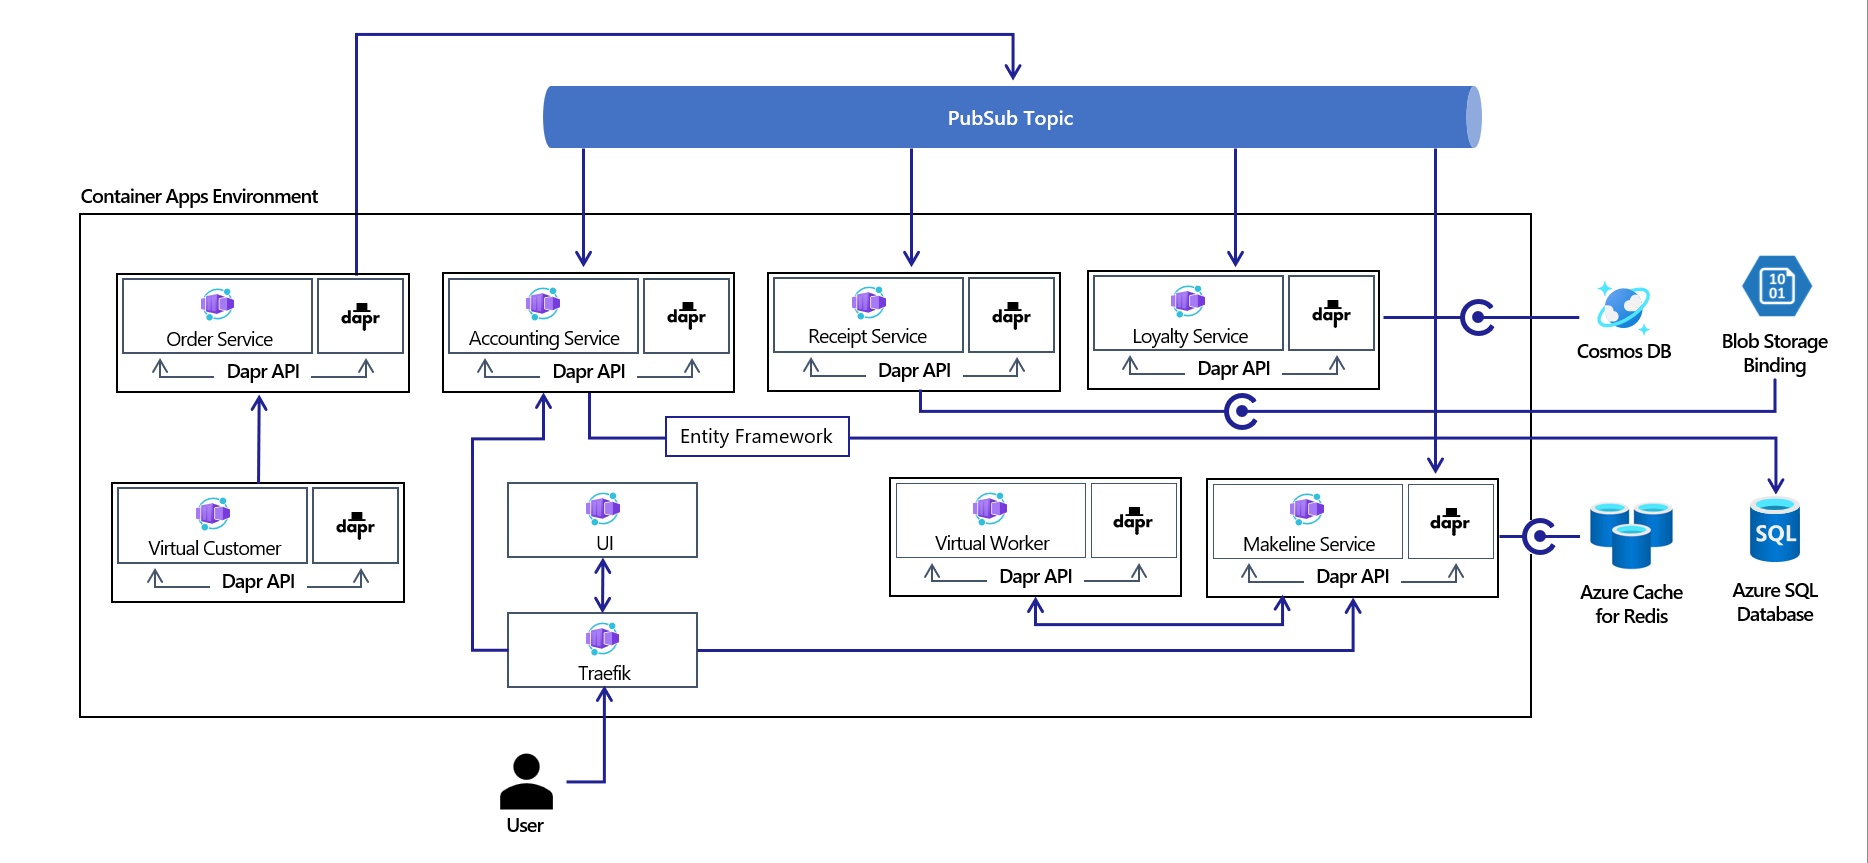 PubSub Topic
Container Apps Environment
Order Service
dapr
Dapr API
Accounting Service
dapr
Dapr API
Receipt Service
dapr
Dapr API
Loyalty Service
dapr
Dapr API
Cosmos DB
10
01
Blob Storage
Binding
Entity Framework
Virtual Customer
dapr
Dapr API
UI
Virtual Worker
dapr
Dapr API
Makeline Service
dapr
Dapr API
Azure Cache
for Redis
SQL
Azure SQL
Database
Traefik
User